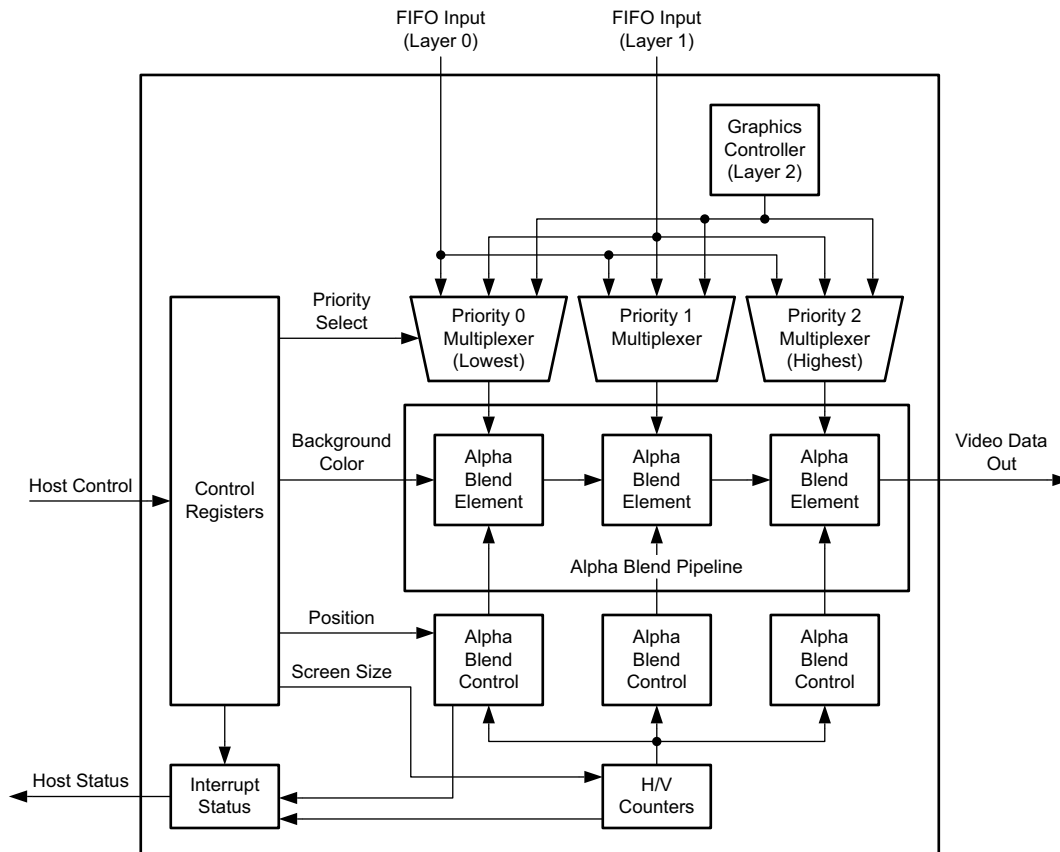 FIFO Input
(Layer 0)
FIFO Input
(Layer 1)
Graphics
Controller
(Layer 2)
Priority
Select
Priority 0
Multiplexer
(Lowest)
Priority 1
Multiplexer
Priority 2
Multiplexer
(Highest)
Host Control
Control
Registers
Background
Color
Alpha
Blend
Element
Alpha
Blend
Element
Alpha
Blend
Element
Video Data
Out
Alpha Blend Pipeline
Position
Screen Size
Alpha
Blend
Control
Alpha
Blend
Control
Alpha
Blend
Control
Host Status
Interrupt
Status
H/V
Counters